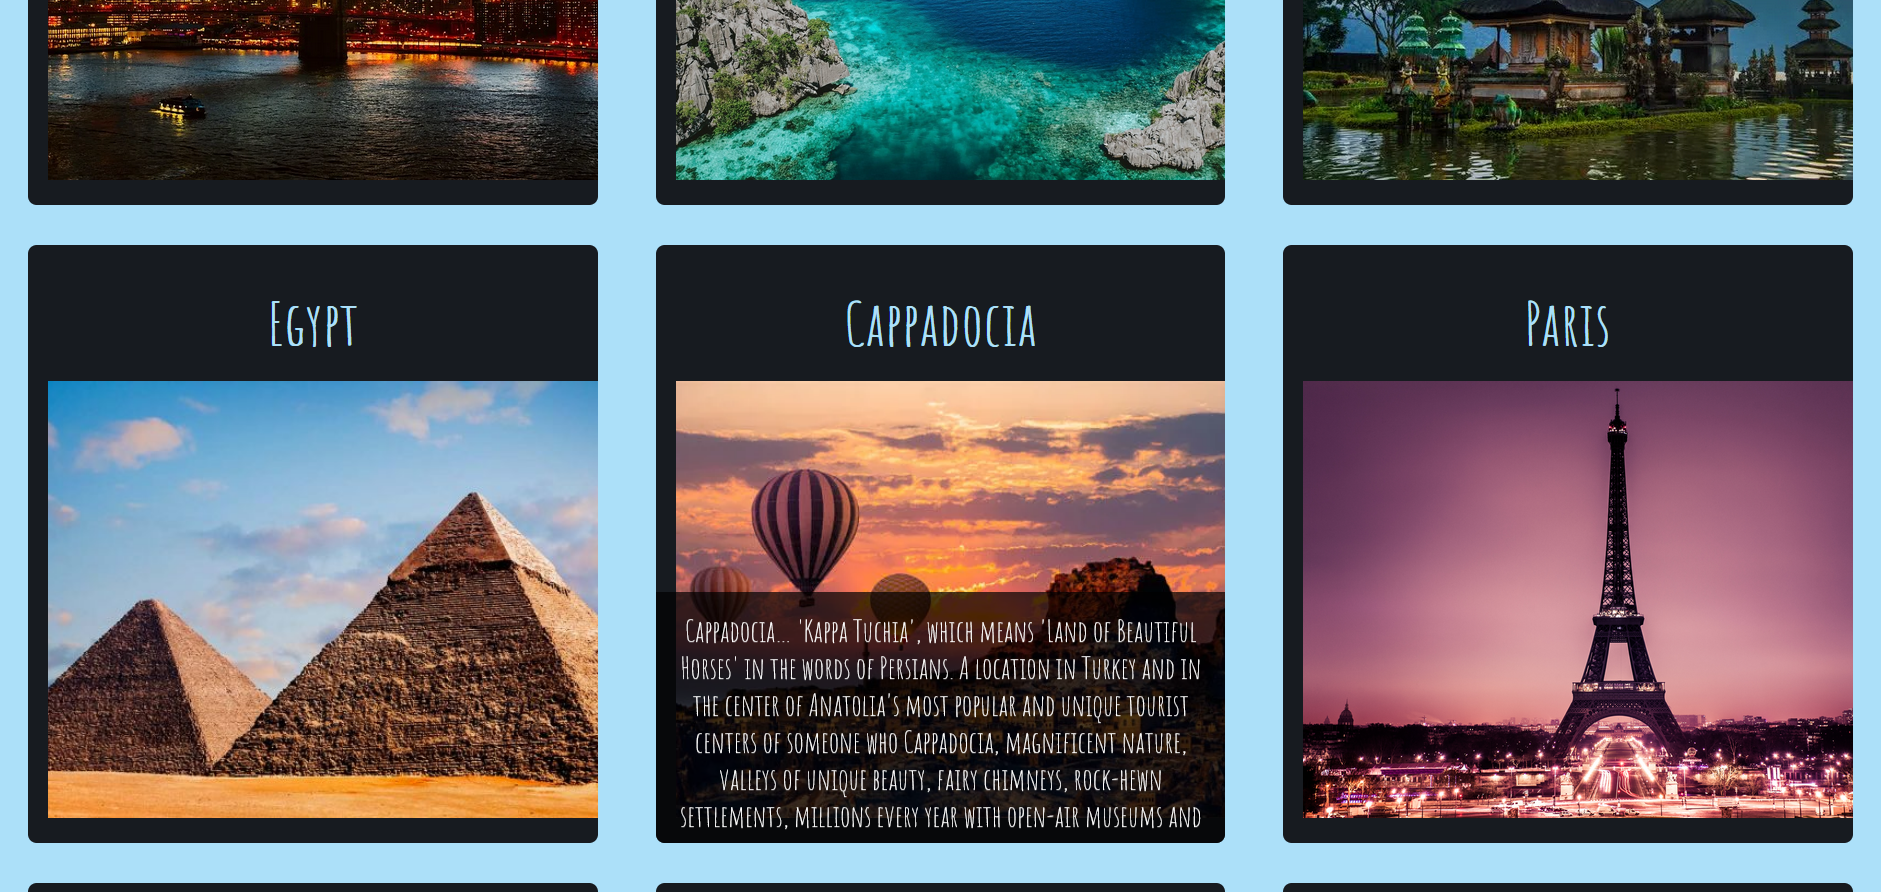 Egypt
Cappadocia
Paris
Cappadocia... 'Kappa Tuchia', which means 'Land of Beautiful
Horses' in the words of Persians. A location in Turkey and in
the center of Anatolia's most popular and unique tourist
centers of someone who Cappadocia, magnificent nature,
valleys of unique beauty, fairy chimneys, rock-hewn
settlements, millions every year with open-air museums and